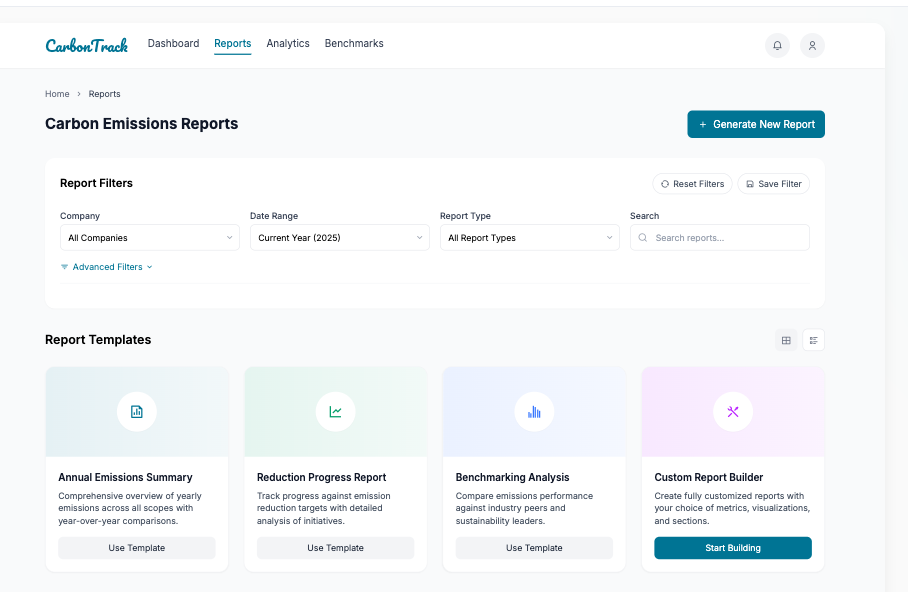 CarbonTrack
Dashboard
Reports
Analytics
Benchmarks
Home > Reports
Carbon Emissions Reports
+ Generate New Report
Report Filters
Reset Filters
Save Filter
Company
Date Range
Report Type
Search
All Companies
Current Year (2025)
All Report Types
Search reports...
Advanced Filters
Report Templates
Annual Emissions Summary
Comprehensive overview of yearly
emissions across all scopes with
year-over-year comparisons.
Use Template
Reduction Progress Report
Track progress against emission
reduction targets with detailed
analysis of initiatives.
Use Template
Benchmarking Analysis
Compare emissions performance
against industry peers and
sustainability leaders.
Use Template
Custom Report Builder
Create fully customized reports with
your choice of metrics, visualizations,
and sections.
Start Building